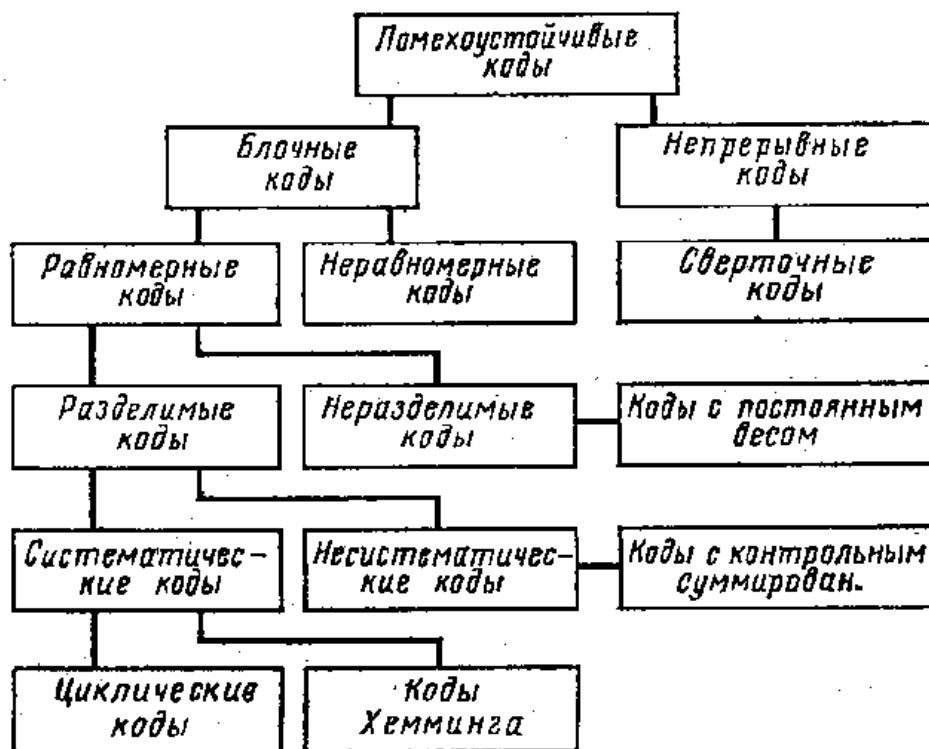 Помехоустойчивые
коды
Блочные
коды
Непрерывные
коды
Равномерные
коды
Неравномерные
коды
Сверточные
коды
Разделимые
коды
Неразделимые
коды
Коды с постоянным
весом
Систематичес-
кие коды
Несистематичес-
кие коды
Коды с контрольным
суммирован.
Циклические
коды
Коды
Хемминга